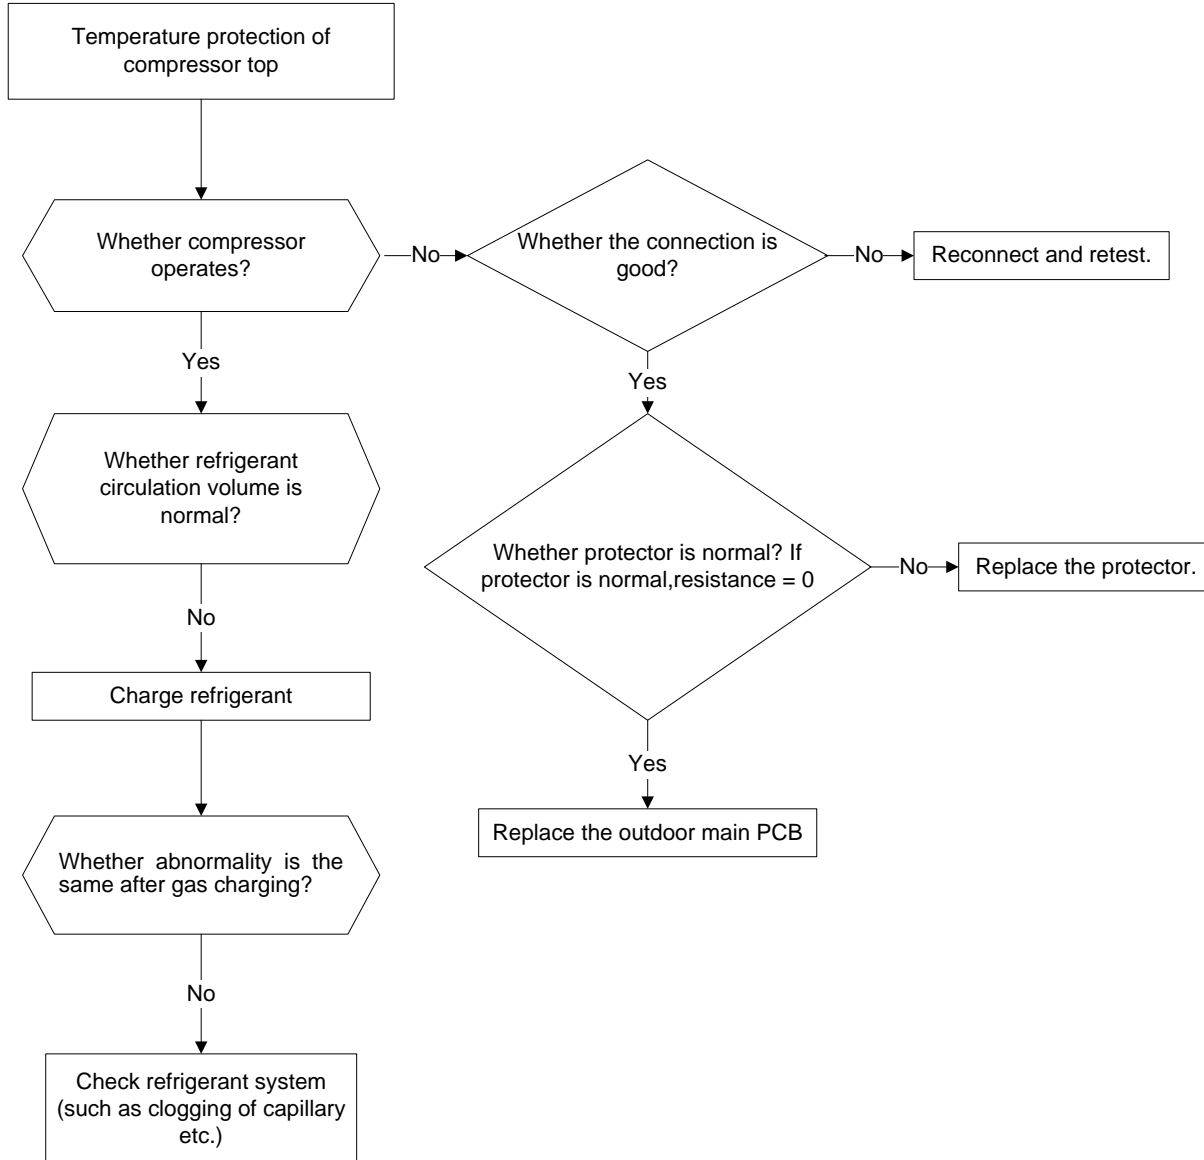 Temperature protection of
compressor top
Whether compressor
operates?
No
Whether the connection is
good?
No
Reconnect and retest.
Yes
Yes
Whether refrigerant
circulation volume is
normal?
Whether protector is normal? If
protector is normal,resistance = 0
No
Replace the protector.
No
Charge refrigerant
Yes
Replace the outdoor main PCB
Whether abnormality is the
same after gas charging?
No
Check refrigerant system
(such as clogging of capillary
etc.)